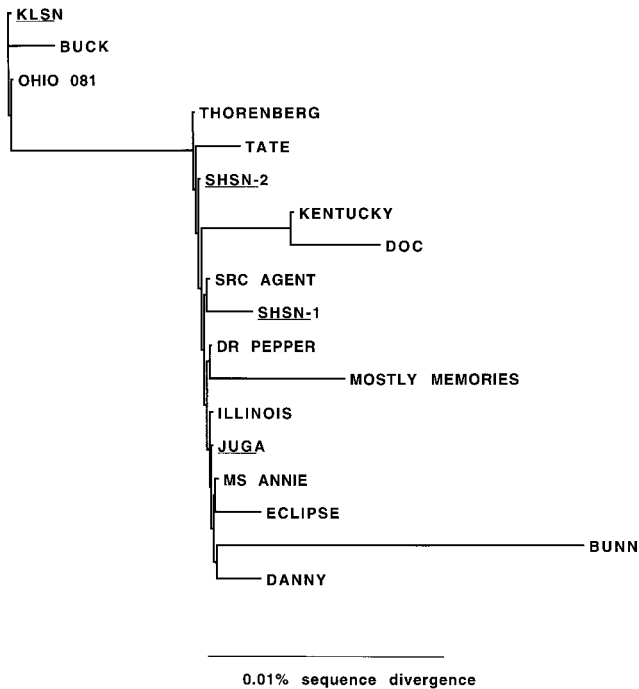 KLSN
BUCK
OHIO 081
THORENBERG
TATE
SHSN-2
KENTUCKY
DOC
SRC AGENT
SHSN-1
DR PEPPER
MOSTLY MEMORIES
ILLINOIS
JUGA
MS ANNIE
ECLIPSE
BUNN
DANNY
0.01% sequence divergence